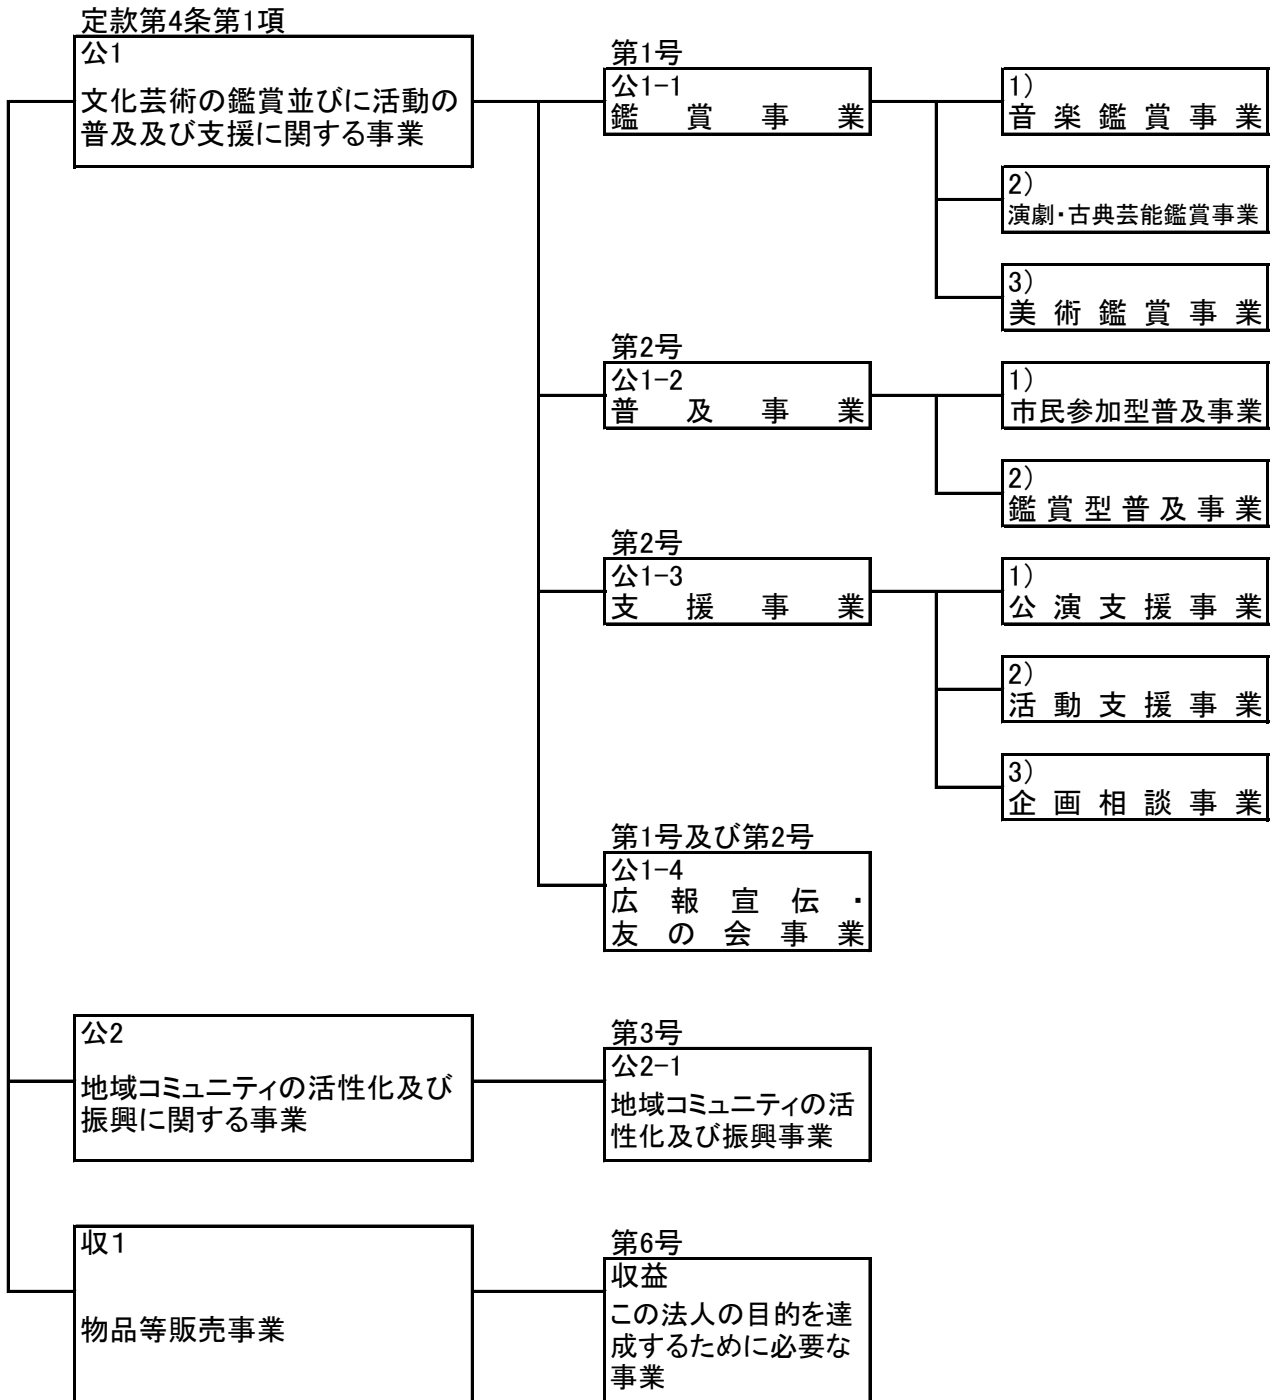 定款第4条第1項
公1
文化芸術の鑑賞並びに活動の
普及及び支援に関する事業
第1号
公1-1
鑑賞事業
1)
音楽鑑賞事業
2)
演劇・古典芸能鑑賞事業
3)
美術鑑賞事業
第2号
公1-2
普及事業
1)
市民参加型普及事業
2)
鑑賞型普及事業
第2号
公1-3
支援事業
1)
公演支援事業
2)
活動支援事業
3)
企画相談事業
第1号及び第2号
公1-4
広報宣伝・
友の会事業
公2
地域コミュニティの活性化及び
振興に関する事業
第3号
公2-1
地域コミュニティの活
性化及び振興事業
収1
物品等販売事業
第6号
収益
この法人の目的を達
成するために必要な
事業